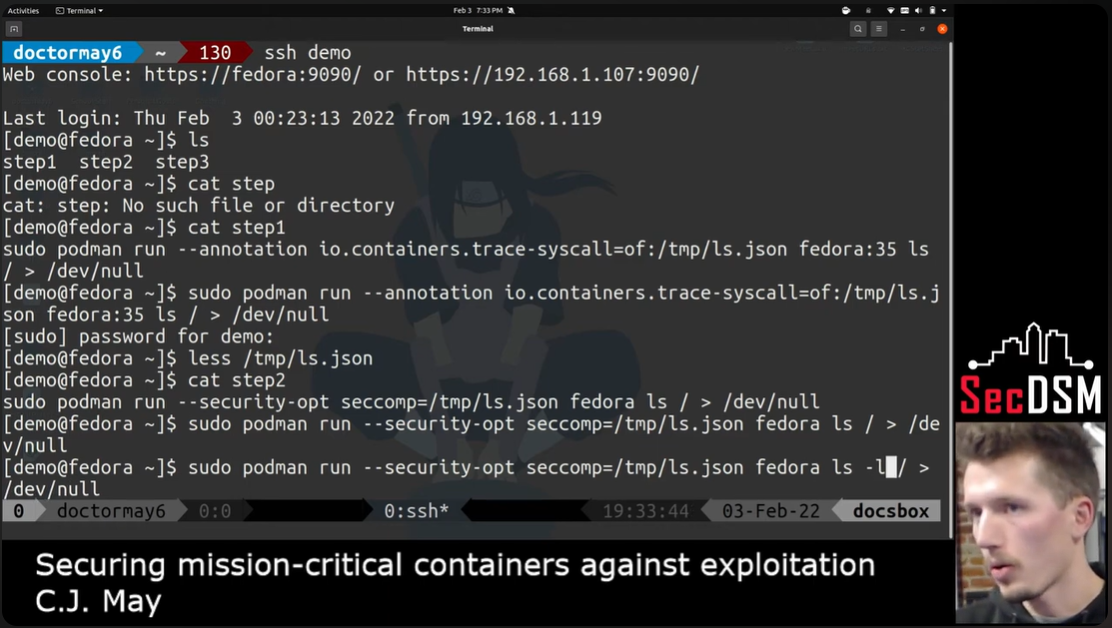 Activities Terminal Feb 3 7:33 PM
Terminal
doctormay6 ~ 130 ssh demo
Web console: https://fedora:9090/ or https://192.168.1.107:9090/
Last login: Thu Feb  3 00:23:13 2022 from 192.168.1.119
[demo@fedora ~]$ ls
step1  step2  step3
[demo@fedora ~]$ cat step
cat: step: No such file or directory
[demo@fedora ~]$ cat step1
sudo podman run --annotation io.containers.trace-syscall=of:/tmp/ls.json fedora:35 ls
/ > /dev/null
[demo@fedora ~]$ sudo podman run --annotation io.containers.trace-syscall=of:/tmp/ls.j
son fedora:35 ls / > /dev/null
[sudo] password for demo:
[demo@fedora ~]$ less /tmp/ls.json
[demo@fedora ~]$ cat step2
sudo podman run --security-opt seccomp=/tmp/ls.json fedora ls / > /dev/null
[demo@fedora ~]$ sudo podman run --security-opt seccomp=/tmp/ls.json fedora ls / > /de
v/null
[demo@fedora ~]$ sudo podman run --security-opt seccomp=/tmp/ls.json fedora ls -l / >
/dev/null
0 doctormay6 0:0 0:ssh* 19:33:44 03-Feb-22 docsbox
SecDSM
Securing mission-critical containers against exploitation
C.J. May